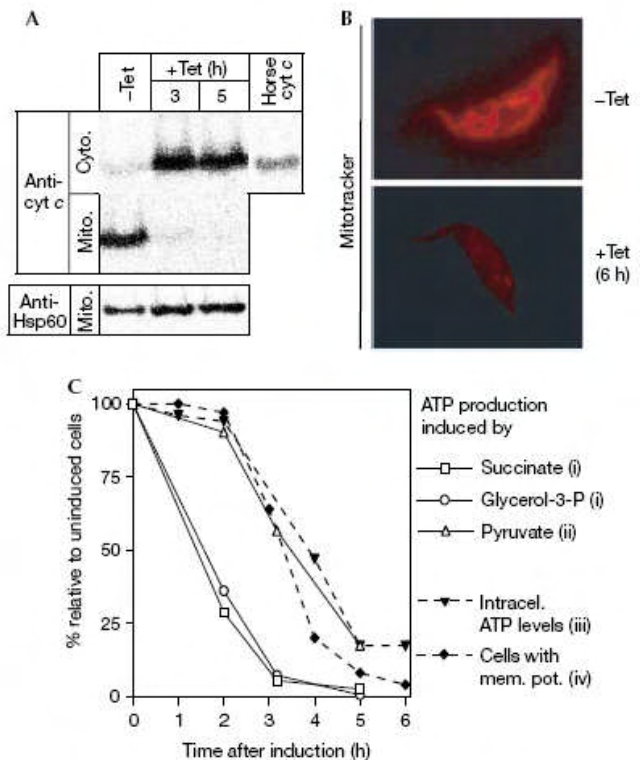 A
–Tet
+Tet (h)
3
5
Horse
cyt c
Anti-
cyt c
Cyto.
Mito.
Anti-
Hsp60
Mito.
B
Mitotracker
–Tet
+Tet
(6 h)
C
% relative to uninduced cells
100
75
50
25
0
0 1 2 3 4 5 6
Time after induction (h)
ATP production
induced by
Succinate (i)
Glycerol-3-P (i)
Pyruvate (ii)
Intracel.
ATP levels (iii)
Cells with
mem. pot. (iv)